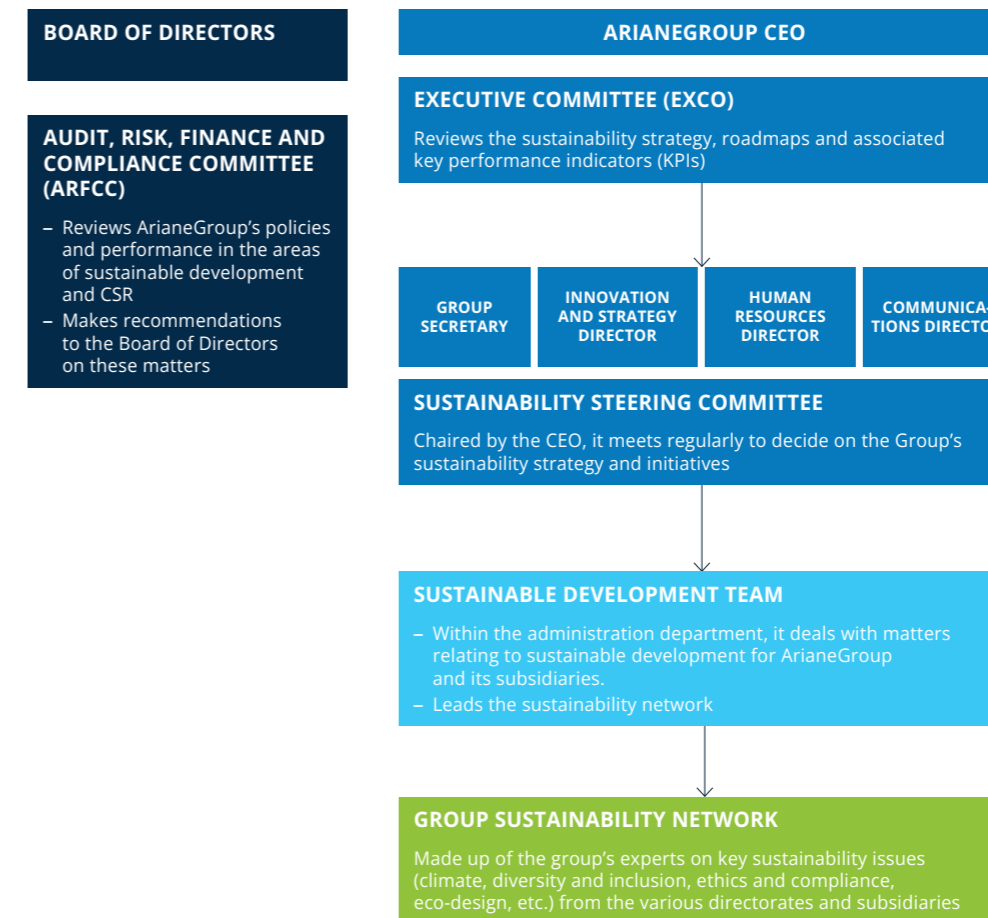 BOARD OF DIRECTORS
AUDIT, RISK, FINANCE AND
COMPLIANCE COMMITTEE
(ARFCC)
– Reviews ArianeGroup’s policies
and performance in the areas
of sustainable development
and CSR
– Makes recommendations
to the Board of Directors
on these matters
ARIANEGROUP CEO
EXECUTIVE COMMITTEE (EXCO)
Reviews the sustainability strategy, roadmaps and associated
key performance indicators (KPIs)
GROUP
SECRETARY
INNOVATION
AND STRATEGY
DIRECTOR
HUMAN
RESOURCES
DIRECTOR
COMMUNICA-
TIONS DIRECTO
SUSTAINABILITY STEERING COMMITTEE
Chaired by the CEO, it meets regularly to decide on the Group’s
sustainability strategy and initiatives
SUSTAINABLE DEVELOPMENT TEAM
– Within the administration department, it deals with matters
relating to sustainable development for ArianeGroup
and its subsidiaries.
– Leads the sustainability network
GROUP SUSTAINABILITY NETWORK
Made up of the group’s experts on key sustainability issues
(climate, diversity and inclusion, ethics and compliance,
eco-design, etc.) from the various directorates and subsidiaries